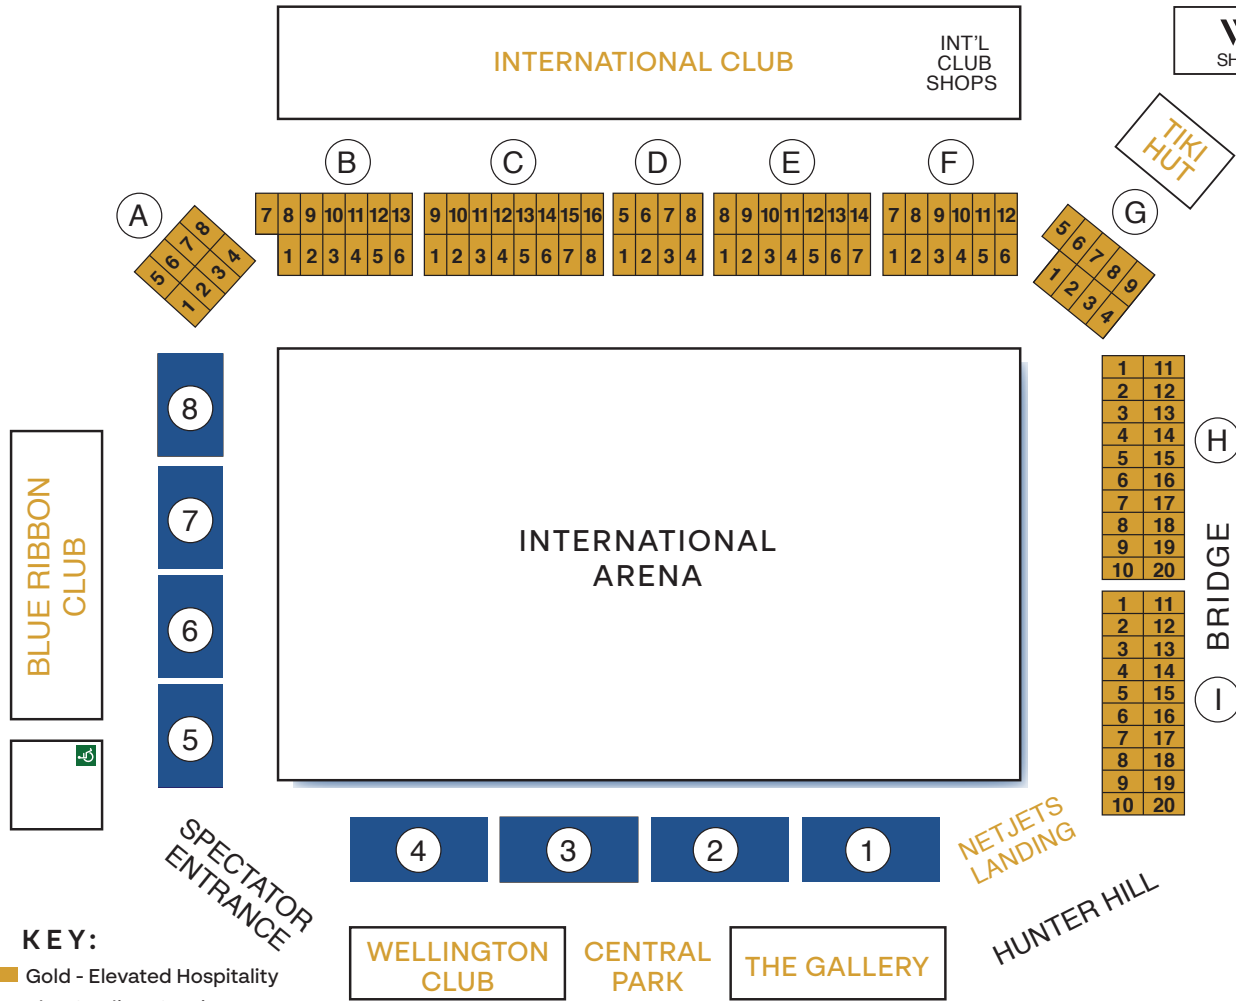 INTERNATIONAL CLUB
INT'L
CLUB
SHOPS
TIKI
HUT
A
B
C
D
E
F
G
5 6 7 8
1 2 3 4
7 8 9 10 11 12 13
1 2 3 4 5 6
9 10 11 12 13 14 15 16
1 2 3 4 5 6 7 8
5 6 7 8
1 2 3 4
8 9 10 11 12 13 14
1 2 3 4 5 6 7
7 8 9 10 11 12
1 2 3 4 5 6
5 6 7 8 9
1 2 3 4
8
7
6
5
BLUE RIBBON
CLUB
INTERNATIONAL
ARENA
1 11
2 12
3 13
4 14
5 15
6 16
7 17
8 18
9 19
10 20
H
BRIDGE
1 11
2 12
3 13
4 14
5 15
6 16
7 17
8 18
9 19
10 20
I
4
3
2
1
NETJETS
LANDING
HUNTER HILL
SPECTATOR
ENTRANCE
WELLINGTON
CLUB
CENTRAL
PARK
THE GALLERY
KEY:
Gold - Elevated Hospitality